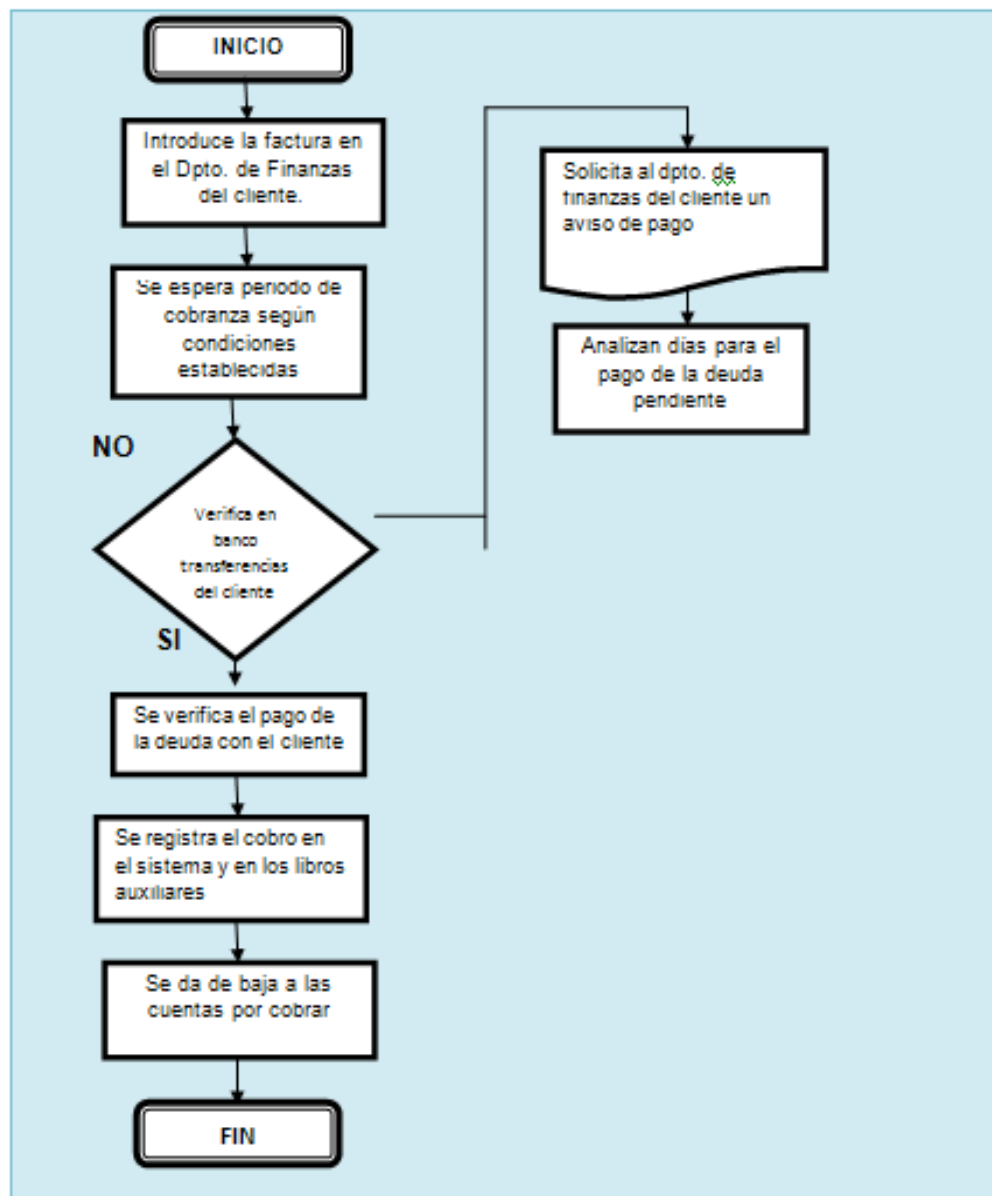 INICIO
Introduce la factura en
el Dpto. de Finanzas
del cliente.
Se espera periodo de
cobranza según
condiciones
establecidas
NO
Verifica en
banco
transferencias
del cliente
SI
Se verifica el pago de
la deuda con el cliente
Se registra el cobro en
el sistema y en los libros
auxiliares
Se da de baja a las
cuentas por cobrar
FIN
Solicita al dpto. de
finanzas del cliente un
aviso de pago
Analizan dias para el
pago de la deuda
pendiente